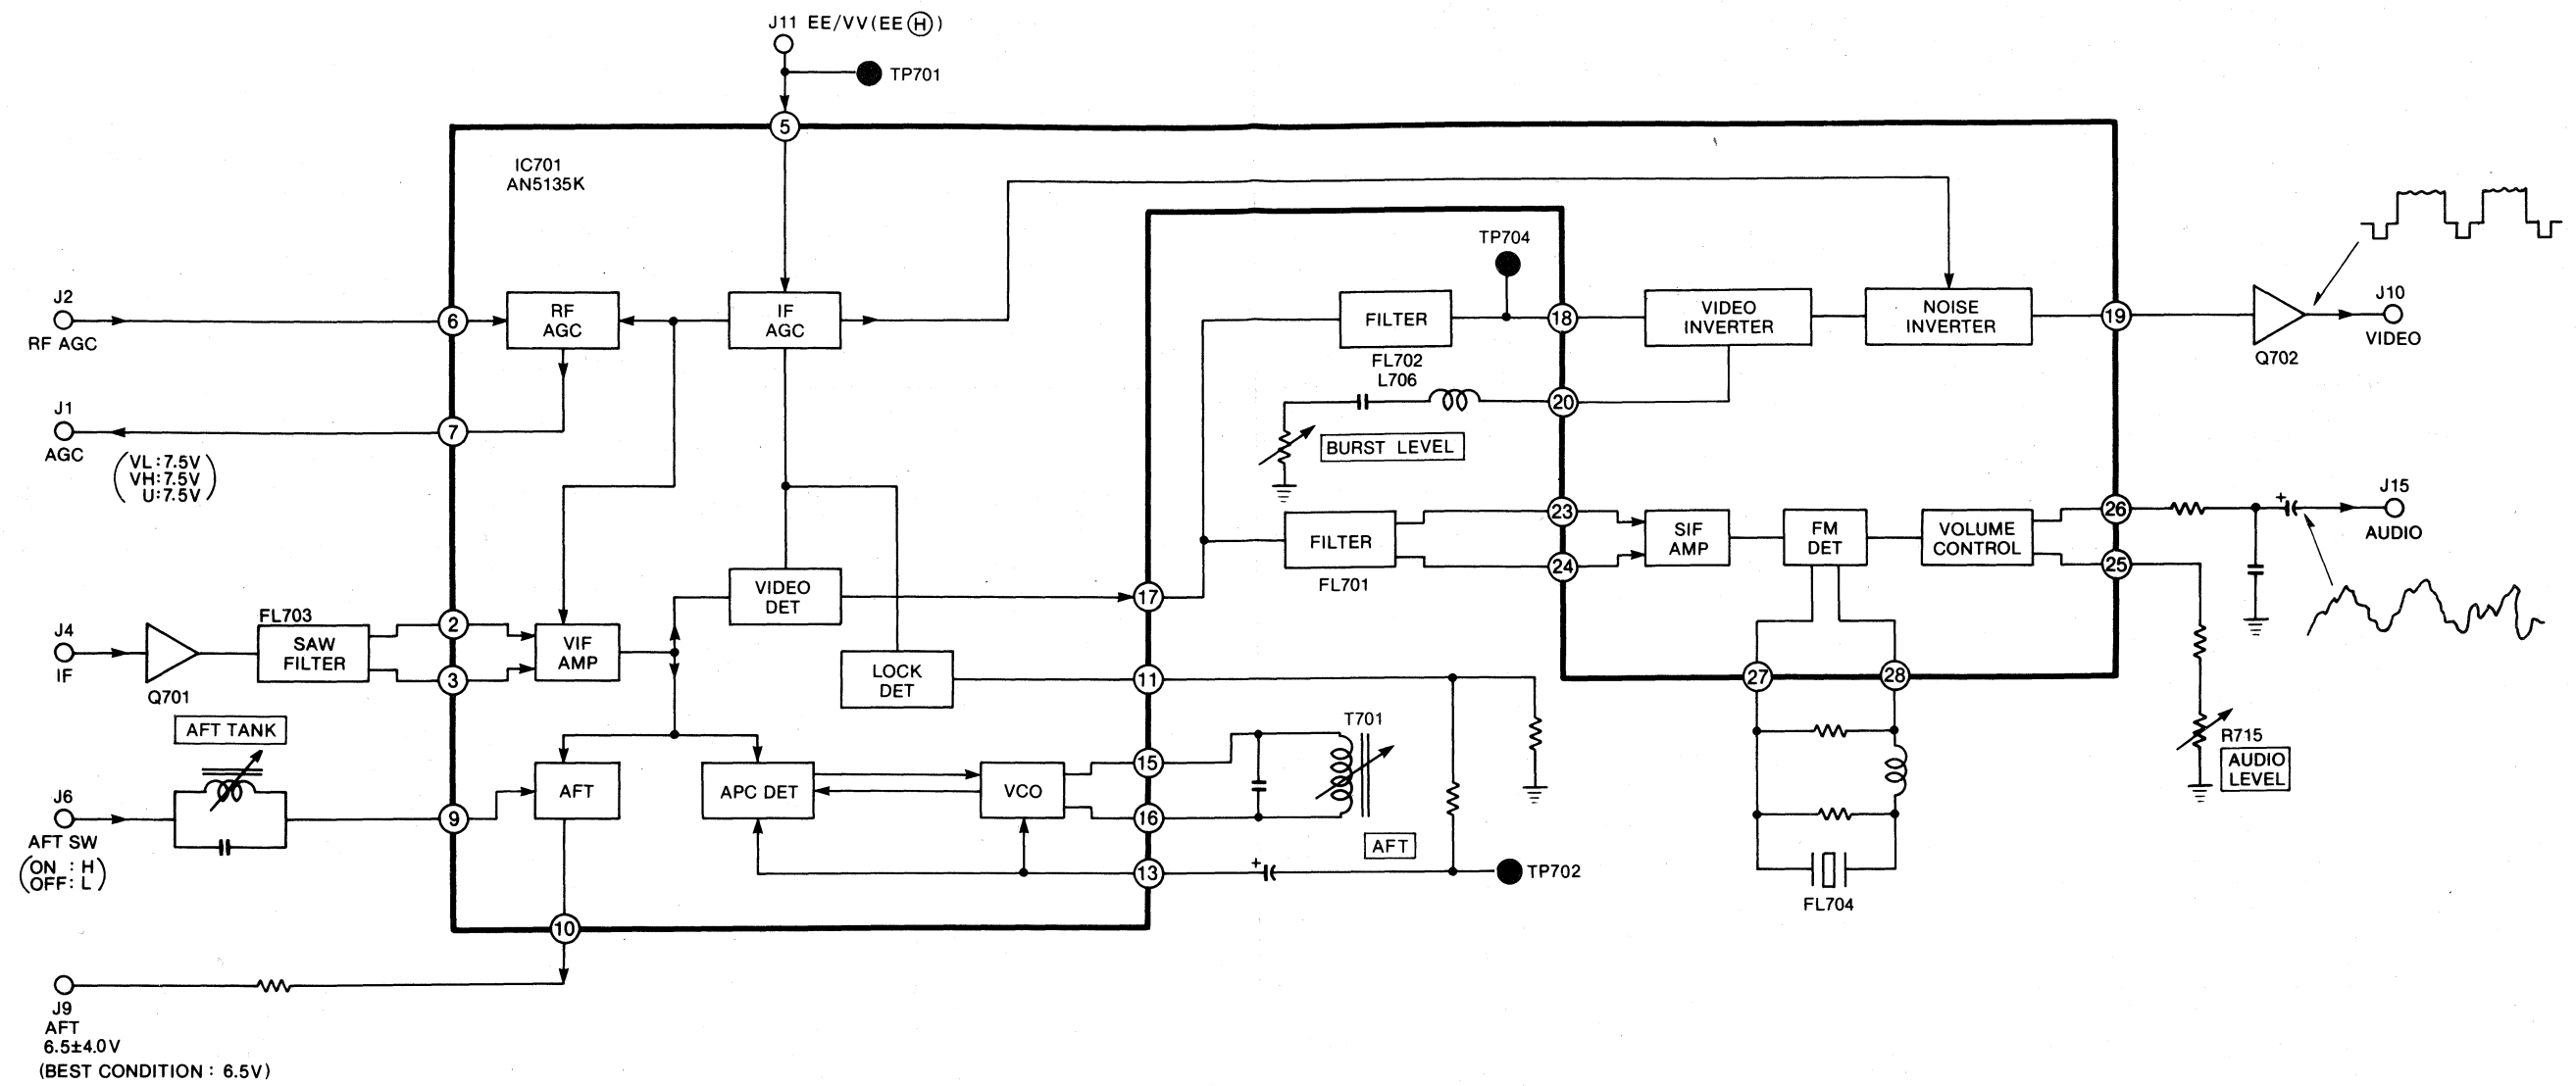 J11 EE/VV(EE H)
TP701
5
IC701
AN5135K
J2
RF AGC
6
RF
AGC
IF
AGC
J1
AGC
7
(VL:7.5V
VH:7.5V
U:7.5V)
TP704
FILTER
FL702
L706
18
VIDEO
INVERTER
NOISE
INVERTER
19
Q702
J10
VIDEO
20
BURST LEVEL
FILTER
FL701
23
24
SIF
AMP
FM
DET
VOLUME
CONTROL
26
25
+
J15
AUDIO
J4
IF
Q701
FL703
SAW
FILTER
2
3
VIF
AMP
VIDEO
DET
17
LOCK
DET
11
27
28
R715
AUDIO
LEVEL
AFT TANK
J6
AFT SW
(ON : H
OFF: L)
9
AFT
APC DET
VCO
15
16
T701
AFT
13
+
TP702
FL704
10
J9
AFT
6.5±4.0V
(BEST CONDITION : 6.5V)